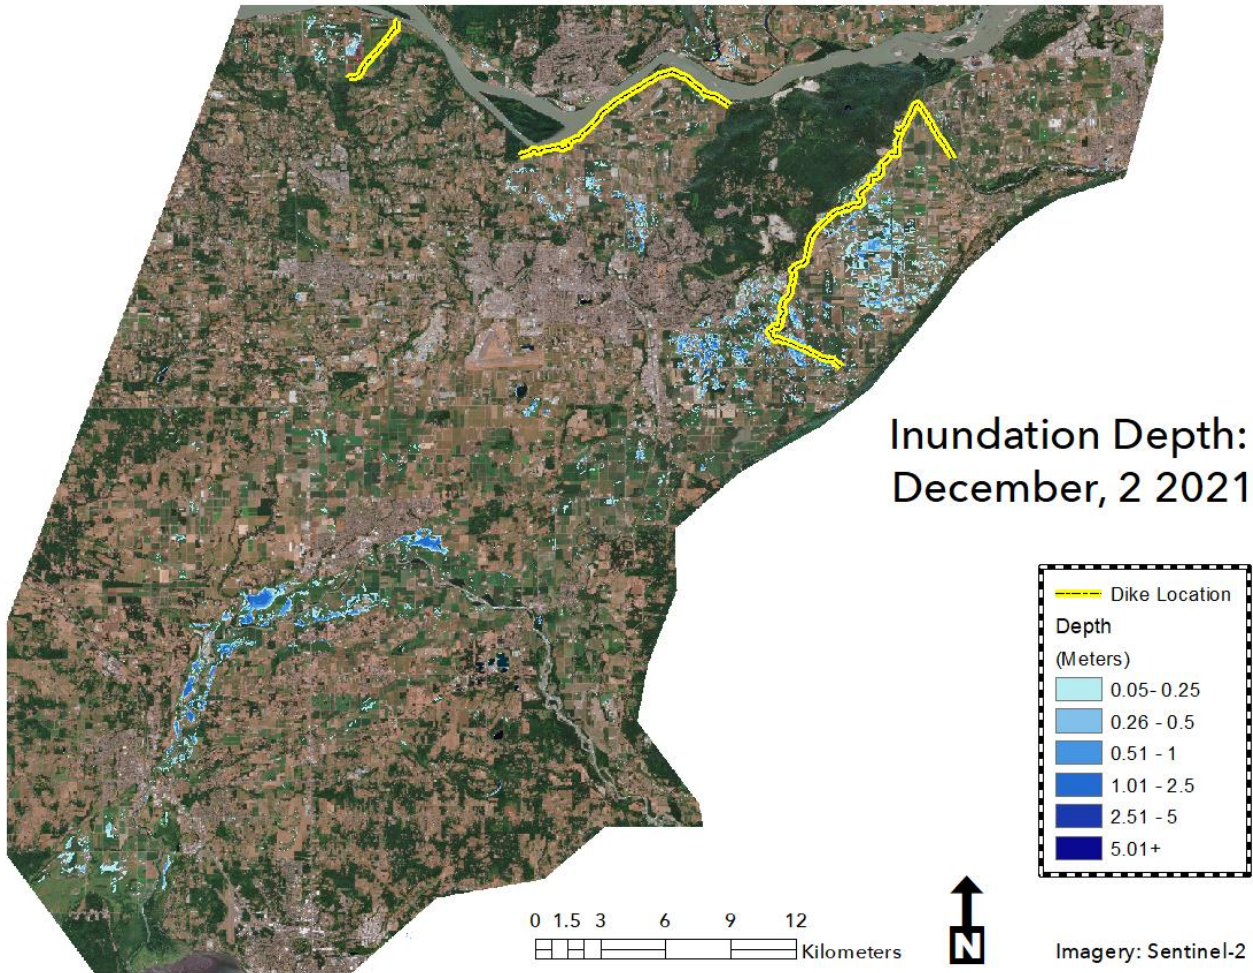 Inundation Depth:
December, 2 2021
Dike Location
Depth
(Meters)
0.05- 0.25
0.26 - 0.5
0.51 - 1
1.01 - 2.5
2.51 - 5
5.01+
0 1.5 3 6 9 12
Kilometers
N
Imagery: Sentinel-2